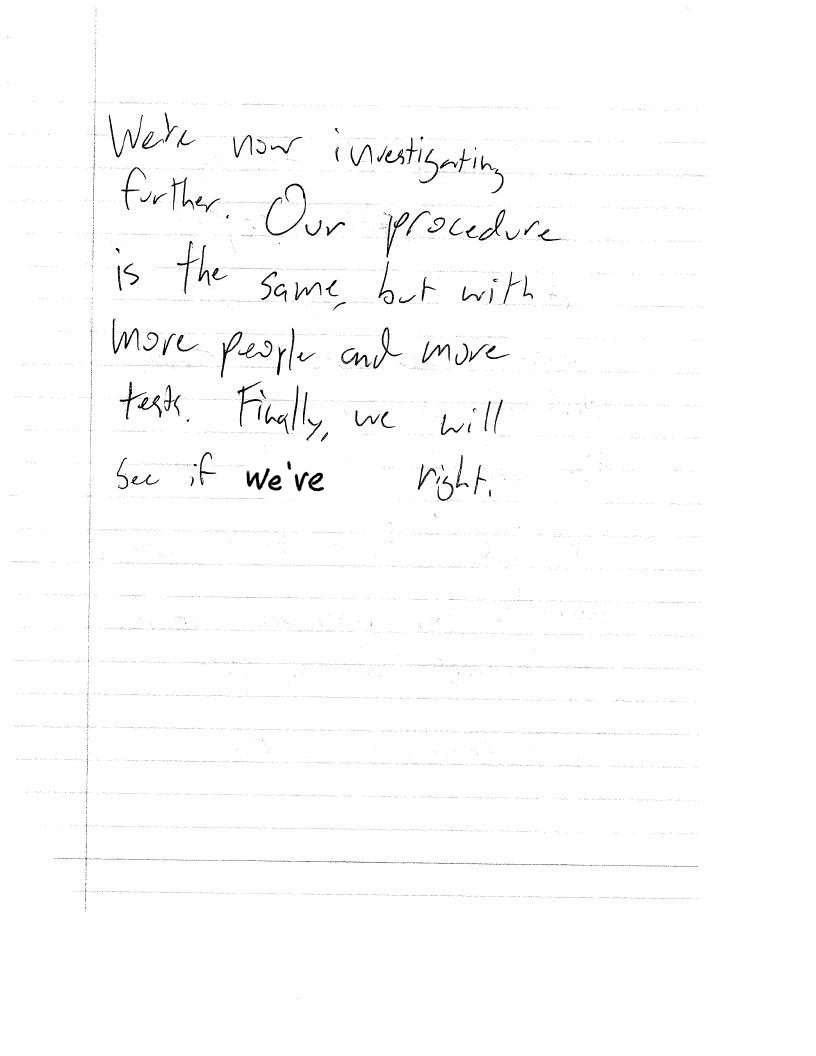 We're now investigating
further. Our procedure
is the same, but with
more people and more
tests. Finally, we will
see if we've right.